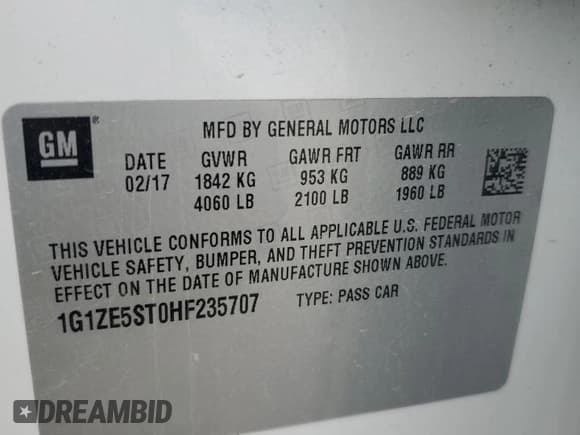 GM ®
MFD BY GENERAL MOTORS LLC
DATE GVWR GAWR FRT GAWR RR
02/17 1842 KG 953 KG 889 KG
4060 LB 2100 LB 1960 LB
THIS VEHICLE CONFORMS TO ALL APPLICABLE U.S. FEDERAL MOTOR
VEHICLE SAFETY, BUMPER, AND THEFT PREVENTION STANDARDS IN
EFFECT ON THE DATE OF MANUFACTURE SHOWN ABOVE.
1G1ZE5ST0HF235707 TYPE: PASS CAR
DREAMBID